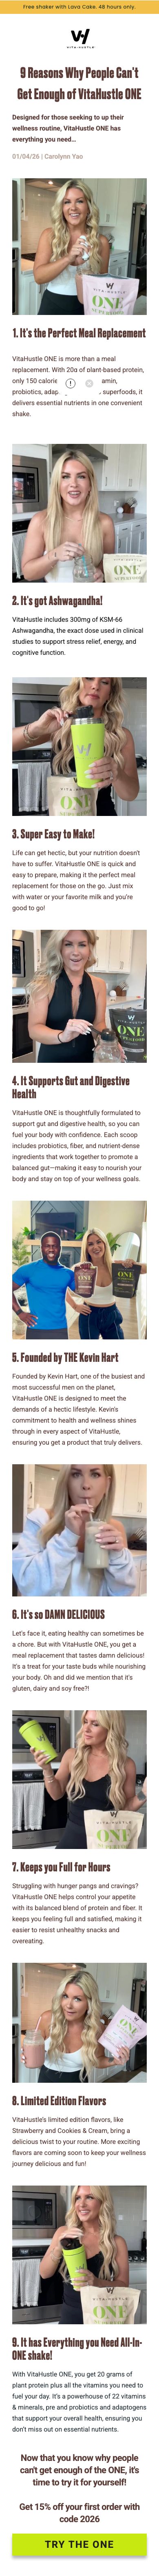 Free shaker with Lava Cake. 48 hours only.
VITA·HUSTLE
9 Reasons Why People Can't
Get Enough of VitaHustle ONE
Designed for those seeking to up their
wellness routine, VitaHustle ONE has
everything you need...
01/04/26 | Carolynn Yao
ONE
1. It's the Perfect Meal Replacement
VitaHustle ONE is more than a meal
replacement. With 20g of plant-based protein,
only 150 calorie
amin,
probiotics, adap
, superfoods, it
delivers essential nutrients in one convenient
shake.
ONE
2. It's got Ashwagandha!
VitaHustle includes 300mg of KSM-66
Ashwagandha, the exact dose used in clinical
studies to support stress relief, energy, and
cognitive function.
3. Super Easy to Make!
Life can get hectic, but your nutrition doesn't
have to suffer. VitaHustle ONE is quick and
easy to prepare, making it the perfect meal
replacement for those on the go. Just mix
with water or your favorite milk and you're
good to go!
ONE
4. It Supports Gut and Digestive
Health
VitaHustle ONE is thoughtfully formulated to
support gut and digestive health, so you can
fuel your body with confidence. Each scoop
includes probiotics, fiber, and nutrient-dense
ingredients that work together to promote a
balanced gut—making it easy to nourish your
body and stay on top of your wellness goals.
ONE
5. Founded by THE Kevin Hart
Founded by Kevin Hart, one of the busiest and
most successful men on the planet,
VitaHustle ONE is designed to meet the
demands of a hectic lifestyle. Kevin's
commitment to health and wellness shines
through in every aspect of VitaHustle,
ensuring you get a product that truly delivers.
6. It's so DAMN DELICIOUS
Let's face it, eating healthy can sometimes be
a chore. But with VitaHustle ONE, you get a
meal replacement that tastes damn delicious!
It's a treat for your taste buds while nourishing
your body. Oh and did we mention that it's
gluten, dairy and soy free?!
VITA·HUSTLE
ONE
7. Keeps you Full for Hours
Struggling with hunger pangs and cravings?
VitaHustle ONE helps control your appetite
with its balanced blend of protein and fiber. It
keeps you feeling full and satisfied, making it
easier to resist unhealthy snacks and
overeating.
ONE
8. Limited Edition Flavors
VitaHustle's limited edition flavors, like
Strawberry and Cookies & Cream, bring a
delicious twist to your routine. More exciting
flavors are coming soon to keep your wellness
journey delicious and fun!
ONE
9. It has Everything you Need All-In-
ONE shake!
With VitaHustle ONE, you get 20 grams of
plant protein plus all the vitamins you need to
fuel your day. It's a powerhouse of 22 vitamins
& minerals, pre and probiotics and adaptogens
that support your overall health, ensuring you
don't miss out on essential nutrients.
Now that you know why people
can't get enough of the ONE, it's
time to try it for yourself!
Get 15% off your first order with
code 2026
TRY THE ONE